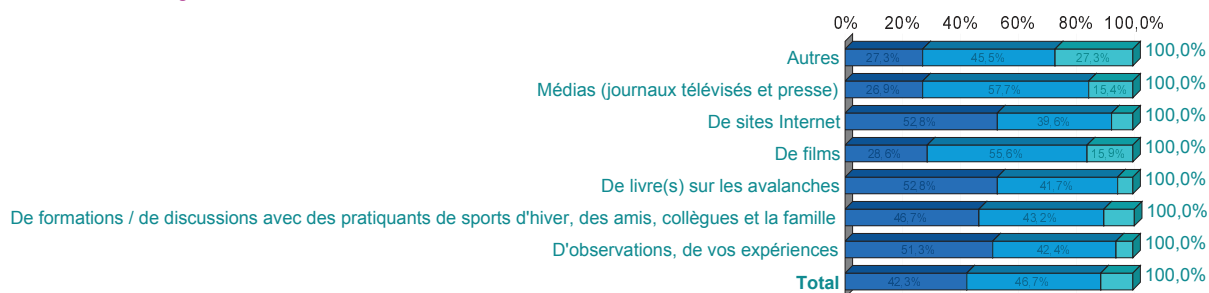 0% 20% 40% 60% 80% 100,0%
Autres 27,3% 45,5% 27,3% 100,0%
Médias (journaux télévisés et presse) 26,9% 57,7% 15,4% 100,0%
De sites Internet 52,8% 39,6% 100,0%
De films 28,6% 55,6% 15,9% 100,0%
De livre(s) sur les avalanches 52,8% 41,7% 100,0%
De formations / de discussions avec des pratiquants de sports d'hiver, des amis, collègues et la famille 46,7% 43,2% 100,0%
D'observations, de vos expériences 51,3% 42,4% 100,0%
Total 42,3% 46,7% 100,0%